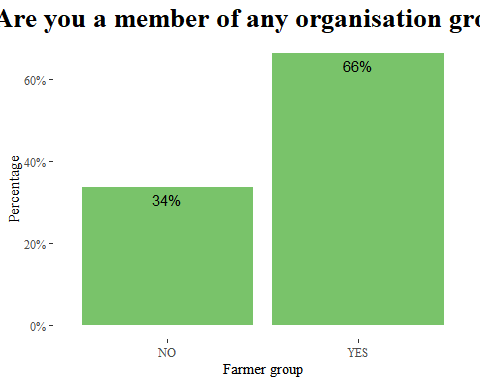 Are you a member of any organisation gro
66%
60%
40%
34%
20%
0%
Percentage
NO
YES
Farmer group